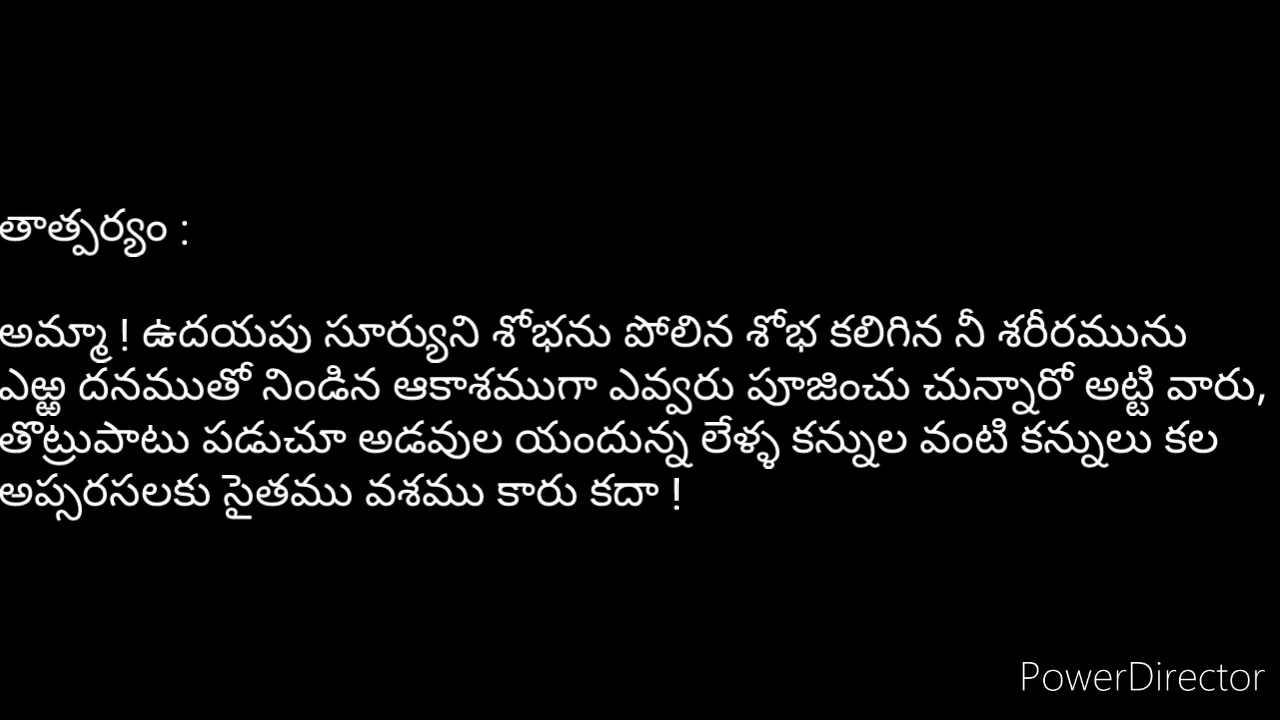 తాత్పర్యం :
అమ్మా ! ఉదయపు సూర్యుని శోభను పోలిన శోభ కలిగిన నీ శరీరమును
ఎఱ్ఱ దనముతో నిండిన ఆకాశముగా ఎవ్వరు పూజించు చున్నారో అట్టి వారు,
తొట్రుపాటు పడుచూ అడవుల యందున్న లేళ్ళ కన్నుల వంటి కన్నులు కల
అప్సరసలకు సైతము వశము కారు కదా !
PowerDirector